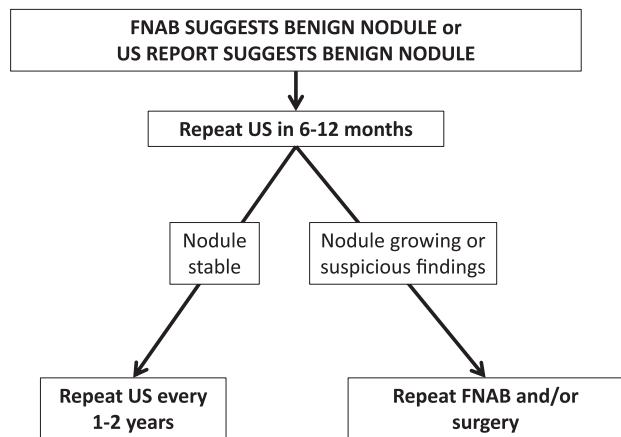 FNAB SUGGESTS BENIGN NODULE or
US REPORT SUGGESTS BENIGN NODULE
Repeat US in 6-12 months
Nodule
stable
Nodule growing or
suspicious findings
Repeat US every
1-2 years
Repeat FNAB and/or
surgery